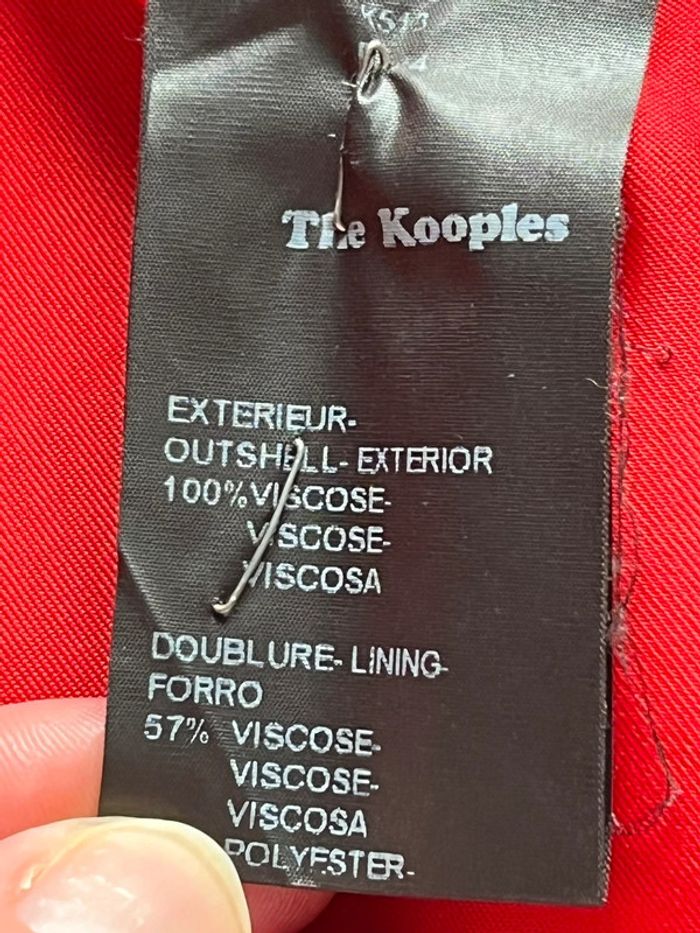 The Kooples
EXTERIEUR-
OUTSHELL- EXTERIOR
100% VISCOSE-
VISCOSE-
VISCOSA
DOUBLURE- LINING-
FORRO
57% VISCOSE-
VISCOSE-
VISCOSA
POLYESTER-